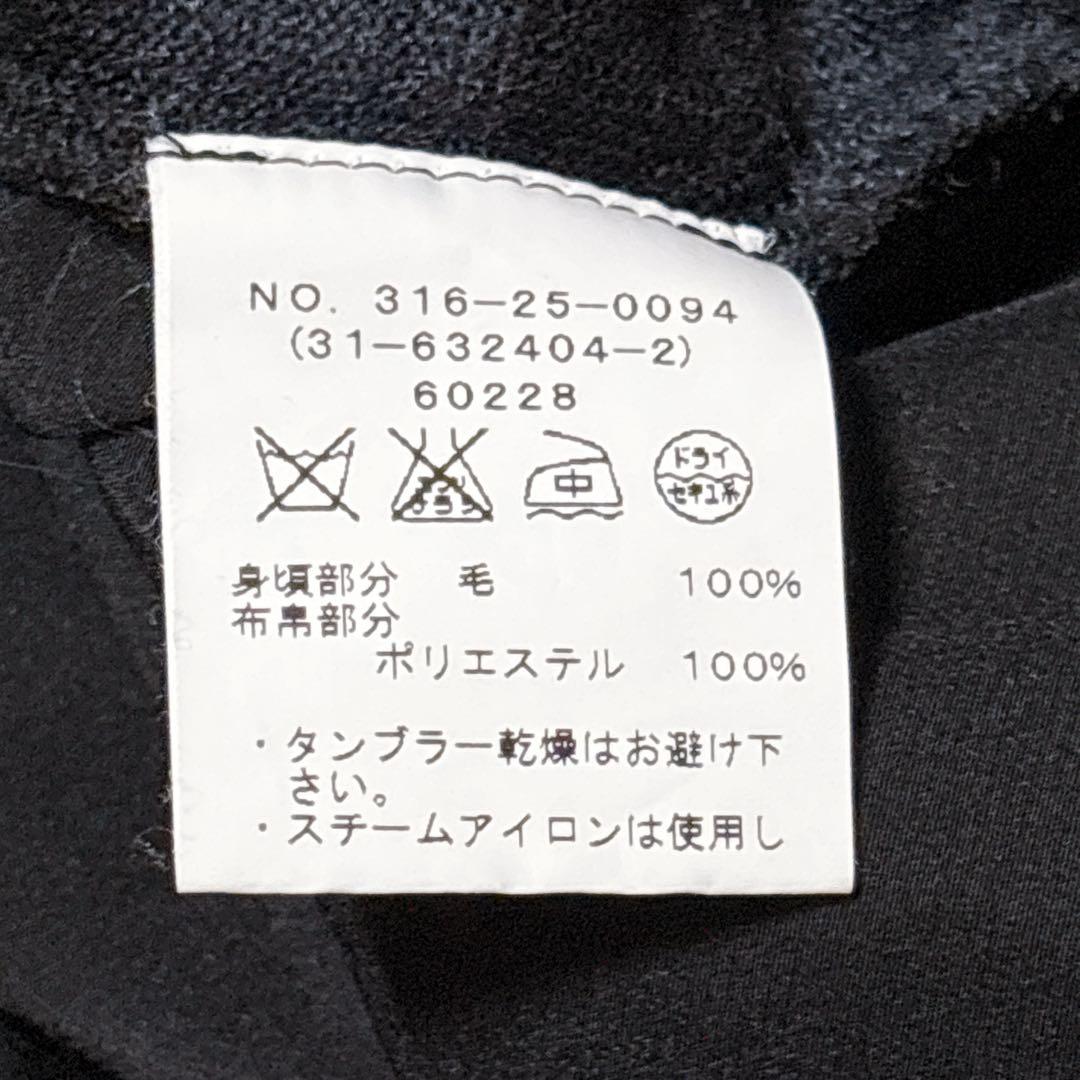 NO. 316-25-0094
(31-632404-2)
60228
中 ドライ
セキユ系
身頃部分 毛 100%
布帛部分
ポリエステル 100%
・タンブラー乾燥はお避け下
さい。
・スチームアイロンは使用し